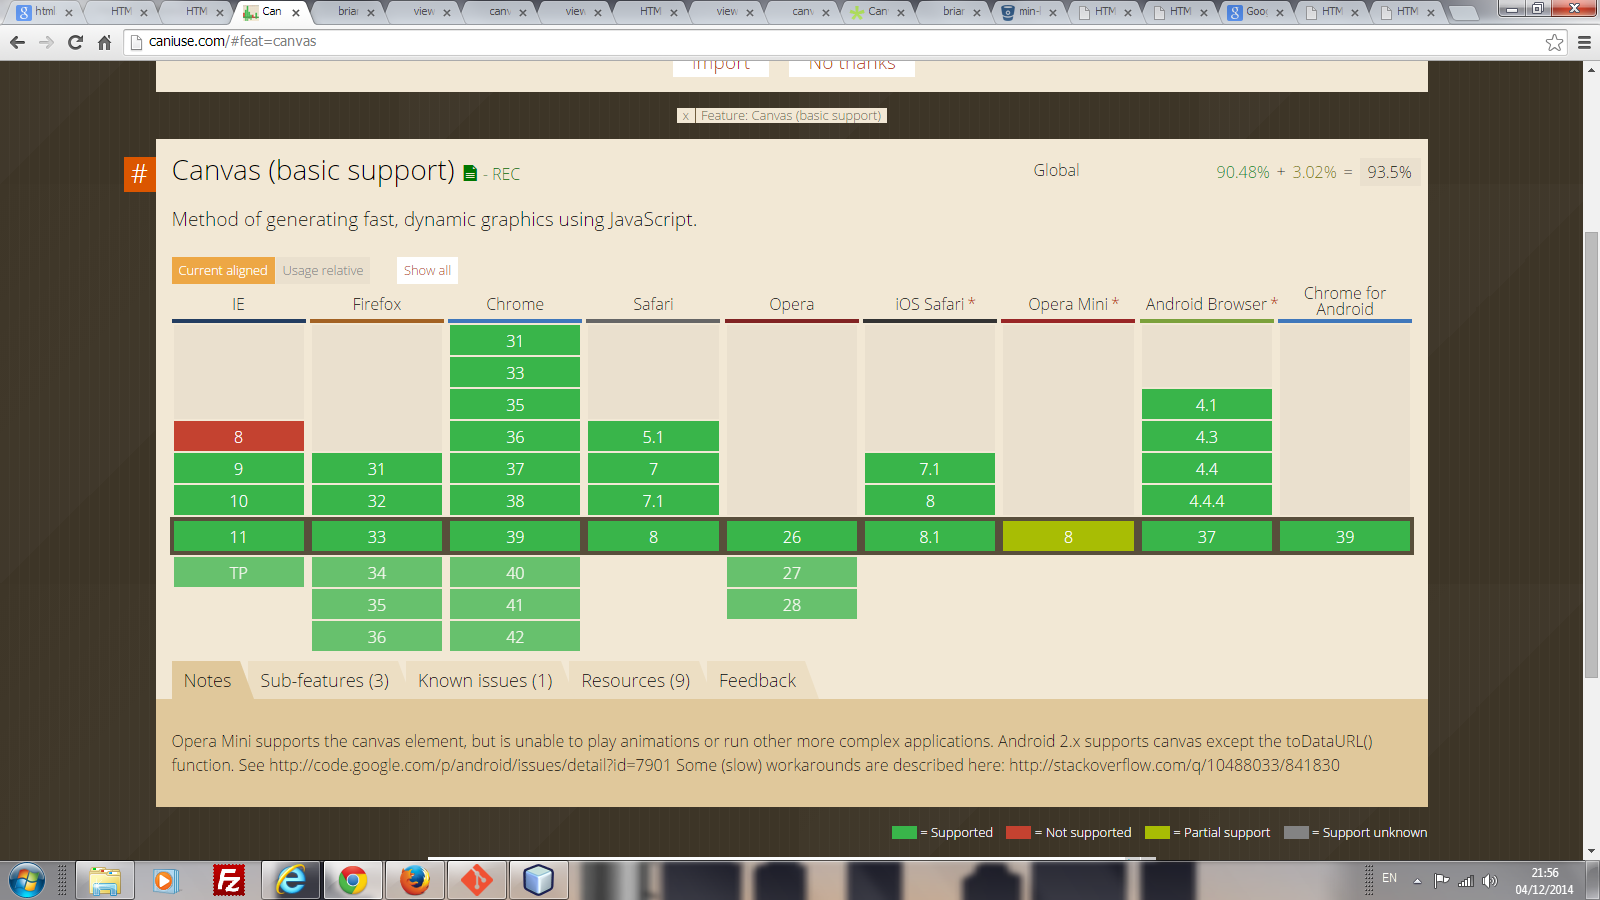 html HTM HTM Can briar view canv view HTM view canv Can briar min-l HTM HTM Goo HTM HTM
caniuse.com/#feat=canvas
Import No thanks
x Feature: Canvas (basic support)
# Canvas (basic support) - REC Global 90.48% + 3.02% = 93.5%
Method of generating fast, dynamic graphics using JavaScript.
Current aligned Usage relative Show all
IE Firefox Chrome Safari Opera iOS Safari * Opera Mini * Android Browser * Chrome for
Android
31
33
35 4.1
8 36 5.1 4.3
9 31 37 7 7.1 4.4
10 32 38 7.1 8 4.4.4
11 33 39 8 26 8.1 8 37 39
TP 34 40 27
35 41 28
36 42
Notes Sub-features (3) Known issues (1) Resources (9) Feedback
Opera Mini supports the canvas element, but is unable to play animations or run other more complex applications. Android 2.x supports canvas except the toDataURL()
function. See http://code.google.com/p/android/issues/detail?id=7901 Some (slow) workarounds are described here: http://stackoverflow.com/q/10488033/841830
= Supported = Not supported = Partial support = Support unknown
Fz EN 21:56
04/12/2014